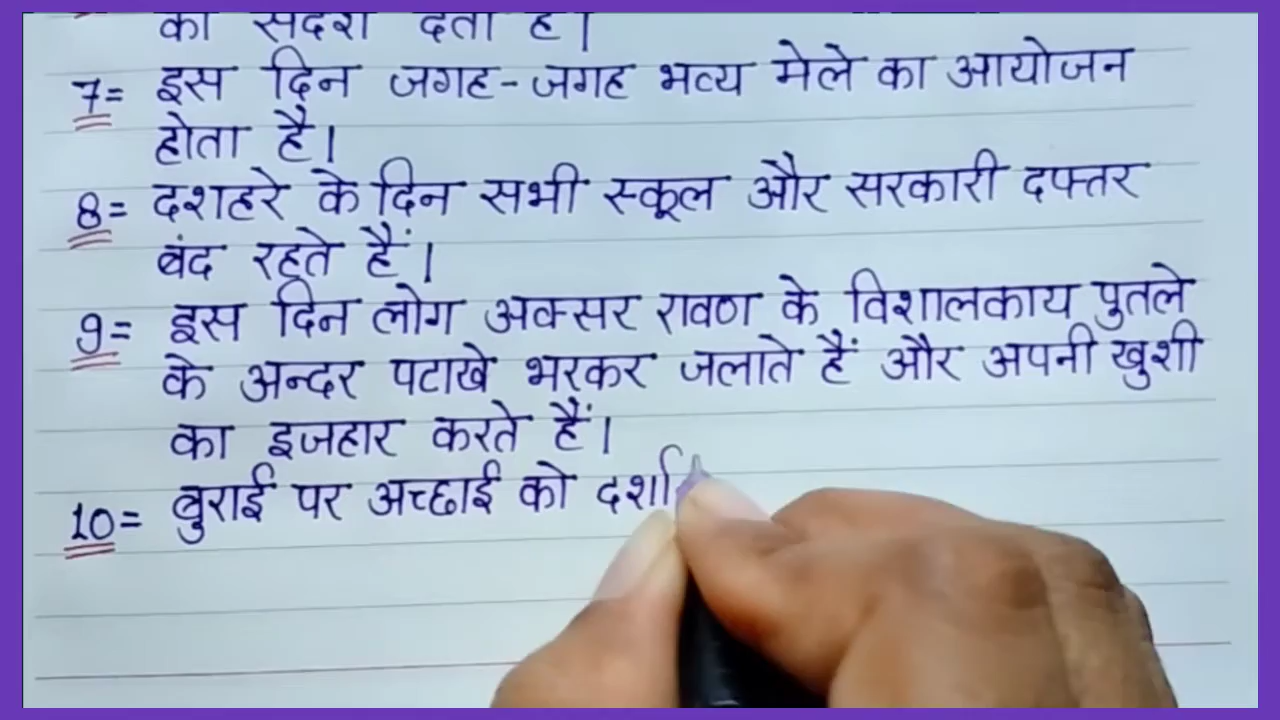 का संदेश देता है।
7= इस दिन जगह-जगह भव्य मेले का आयोजन
होता है।
8= दशहरे के दिन सभी स्कूल और सरकारी दफ्तर
बंद रहते हैं।
9= इस दिन लोग अक्सर रावण के विशालकाय पुतले
के अन्दर पटाखे भरकर जलाते हैं और अपनी खुशी
का इजहार करते हैं।
10= बुराई पर अच्छाई को दर्शा